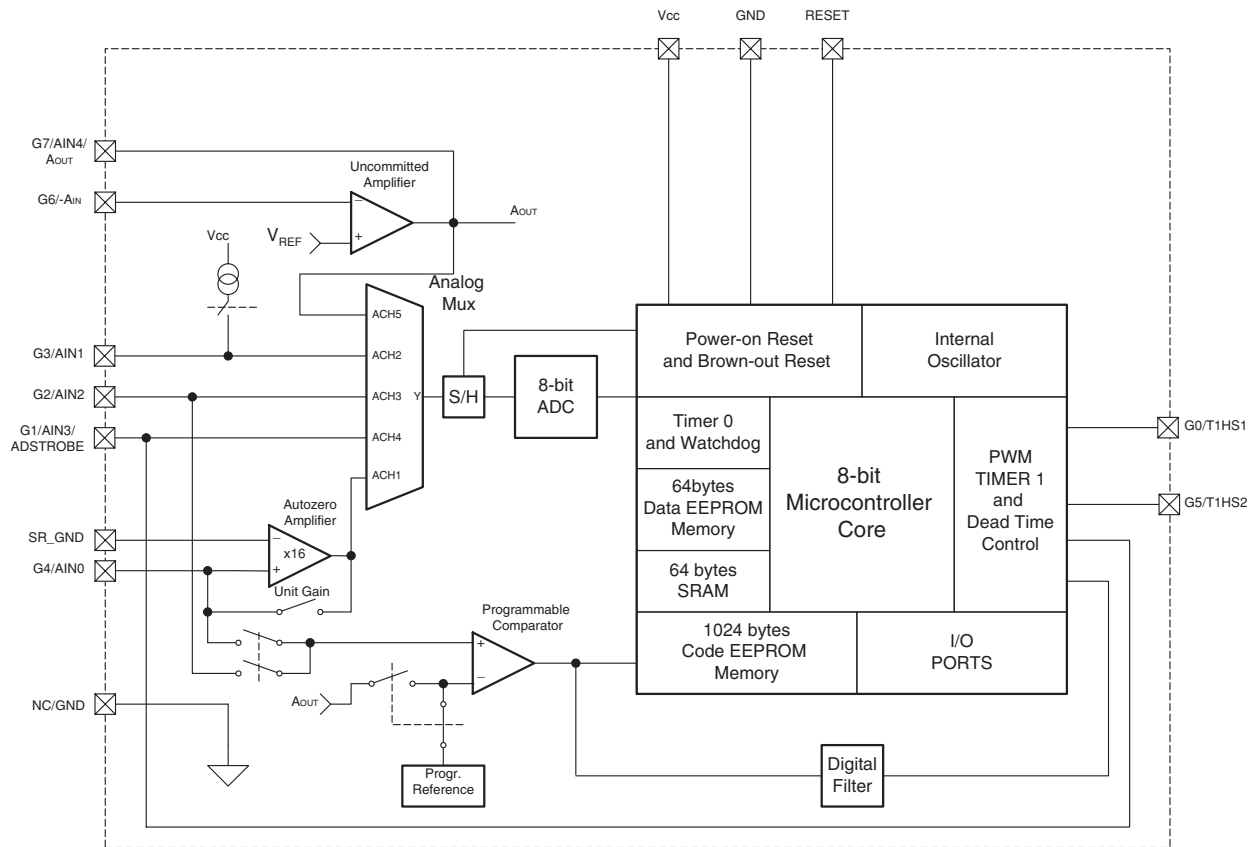 Vcc
GND
RESET
G7/AIN4/
AOUT
Uncommitted
Amplifier
G6/-AIN
−
+
AOUT
VREF
Vcc
Analog
Mux
ACH5
G3/AIN1
ACH2
G2/AIN2
ACH3
Y
G1/AIN3/
ADSTROBE
ACH4
ACH1
S/H
8-bit
ADC
Power-on Reset
and Brown-out Reset
Internal
Oscillator
Timer 0
and Watchdog
64bytes
Data EEPROM
Memory
64 bytes
SRAM
8-bit
Microcontroller
Core
PWM
TIMER 1
and
Dead Time
Control
1024 bytes
Code EEPROM
Memory
I/O
PORTS
G0/T1HS1
G5/T1HS2
Autozero
Amplifier
SR_GND
−
x16
+
G4/AIN0
Unit Gain
Programmable
Comparator
+
−
AOUT
NC/GND
Progr.
Reference
Digital
Filter